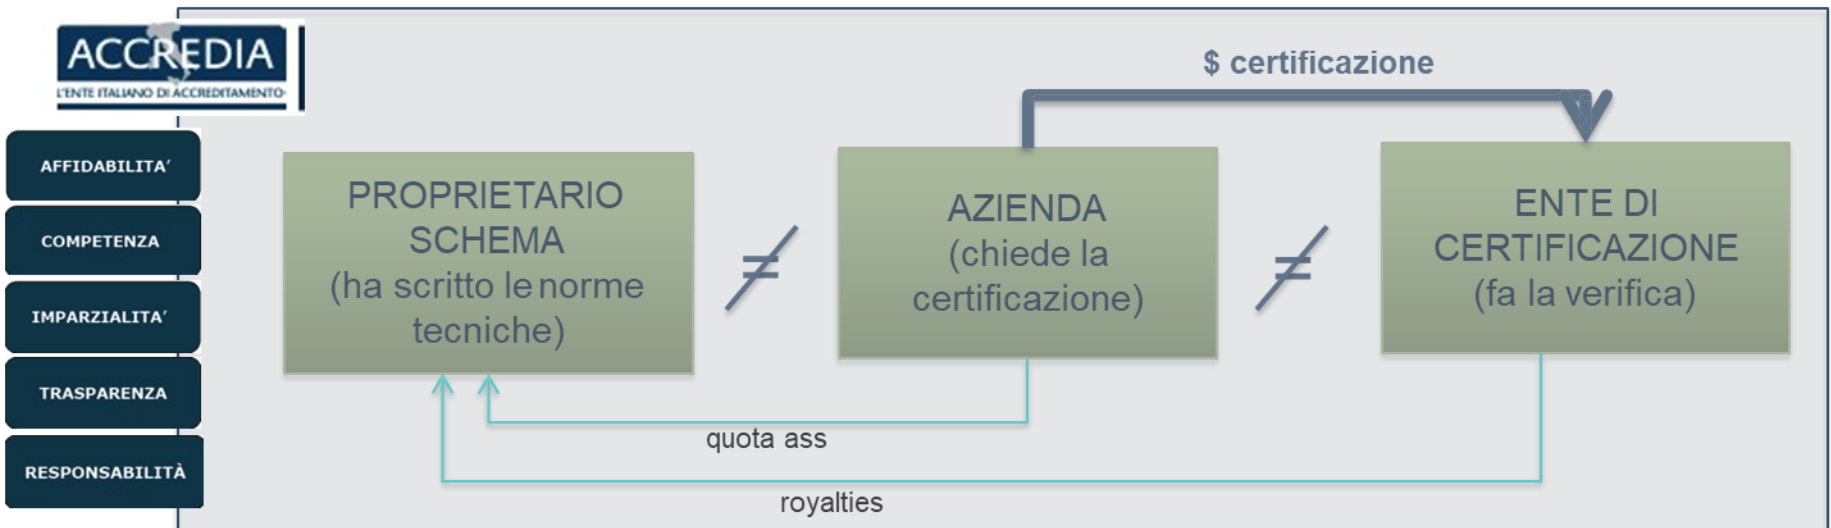 ACCREDIA
L'ENTE ITALIANO DI ACCREDITAMENTO
AFFIDABILITA'
COMPETENZA
IMPARZIALITA'
TRASPARENZA
RESPONSABILITÀ
$ certificazione
PROPRIETARIO
SCHEMA
(ha scritto le norme
tecniche)
≠
AZIENDA
(chiede la
certificazione)
≠
ENTE DI
CERTIFICAZIONE
(fa la verifica)
quota ass
royalties